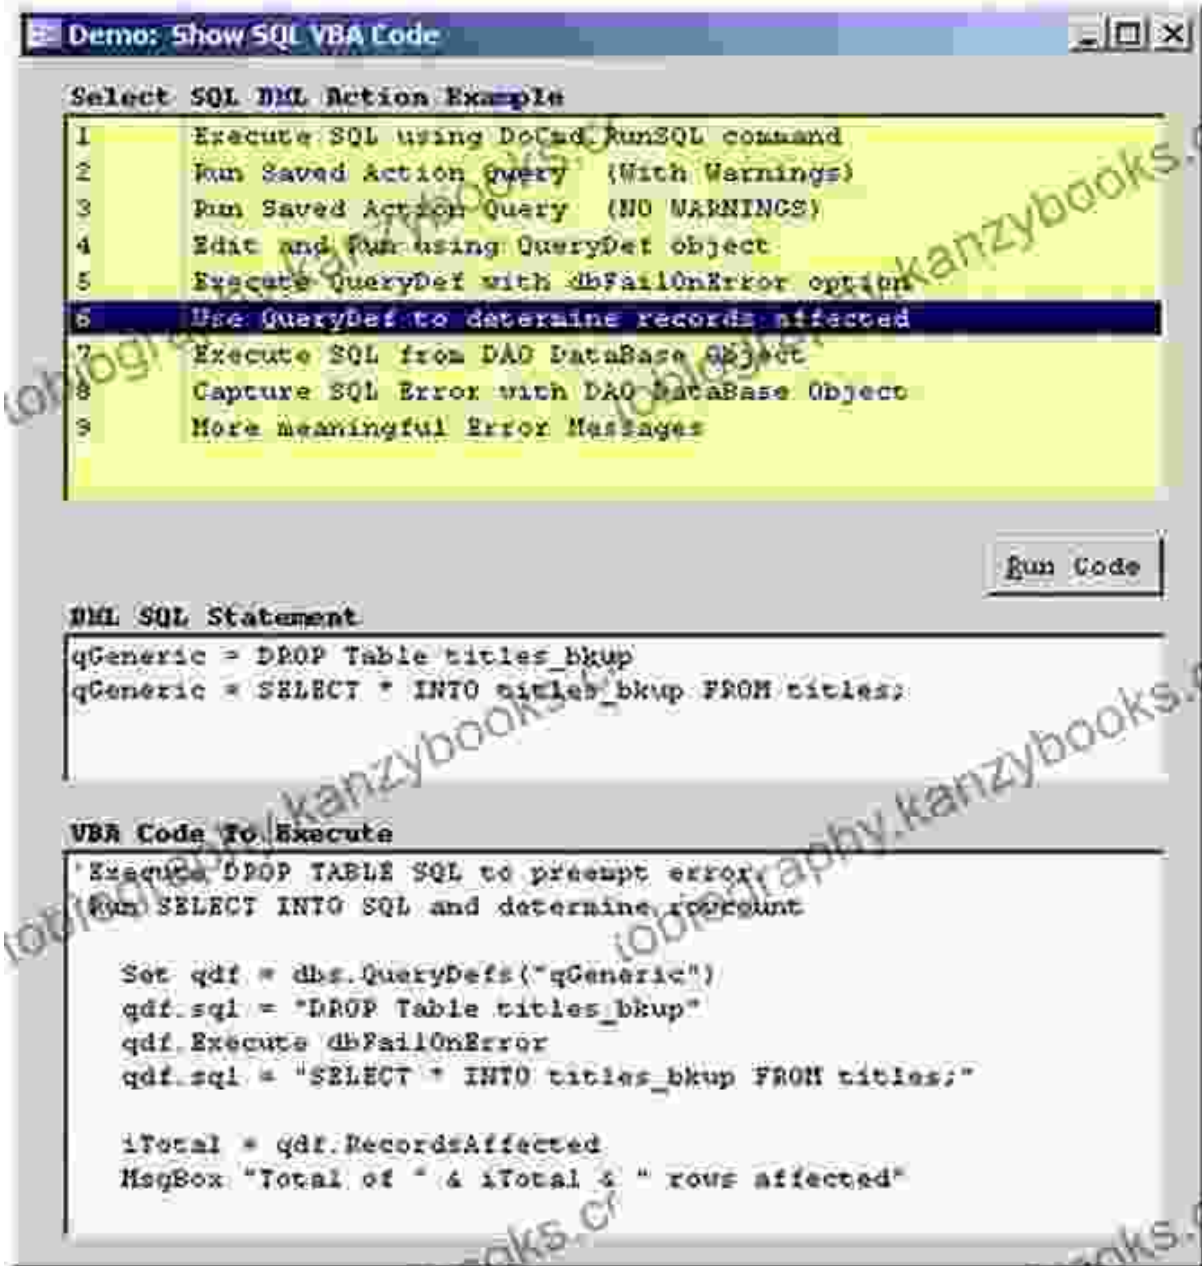 Demo: Show SQL VBA Code
Select SQL DML Action Example
1 Execute SQL using DoCmd.RunSQL command
2 Run Saved Action Query (With Warnings)
3 Run Saved Action Query (NO WARNINGS)
4 Edit and Run using QueryDef object
5 Execute QueryDef with dbFailOnError option
6 Use QueryDef to determine records affected
7 Execute SQL from DAO DataBase Object
8 Capture SQL Error with DAO DataBase Object
9 More meaningful Error Messages
Run Code
DML SQL Statement
qGeneric = DROP Table titles_bkup
qGeneric = SELECT * INTO titles_bkup FROM titles;
VBA Code To Execute
'Execute DROP TABLE SQL to preempt error.
'Run SELECT INTO SQL and determine rowcount
Set qdf = dbs.QueryDefs("qGeneric")
qdf.sql = "DROP Table titles_bkup"
qdf.Execute dbFailOnError
qdf.sql = "SELECT * INTO titles_bkup FROM titles;"
iTotal = qdf.RecordsAffected
MsgBox "Total of " & iTotal & " rows affected"